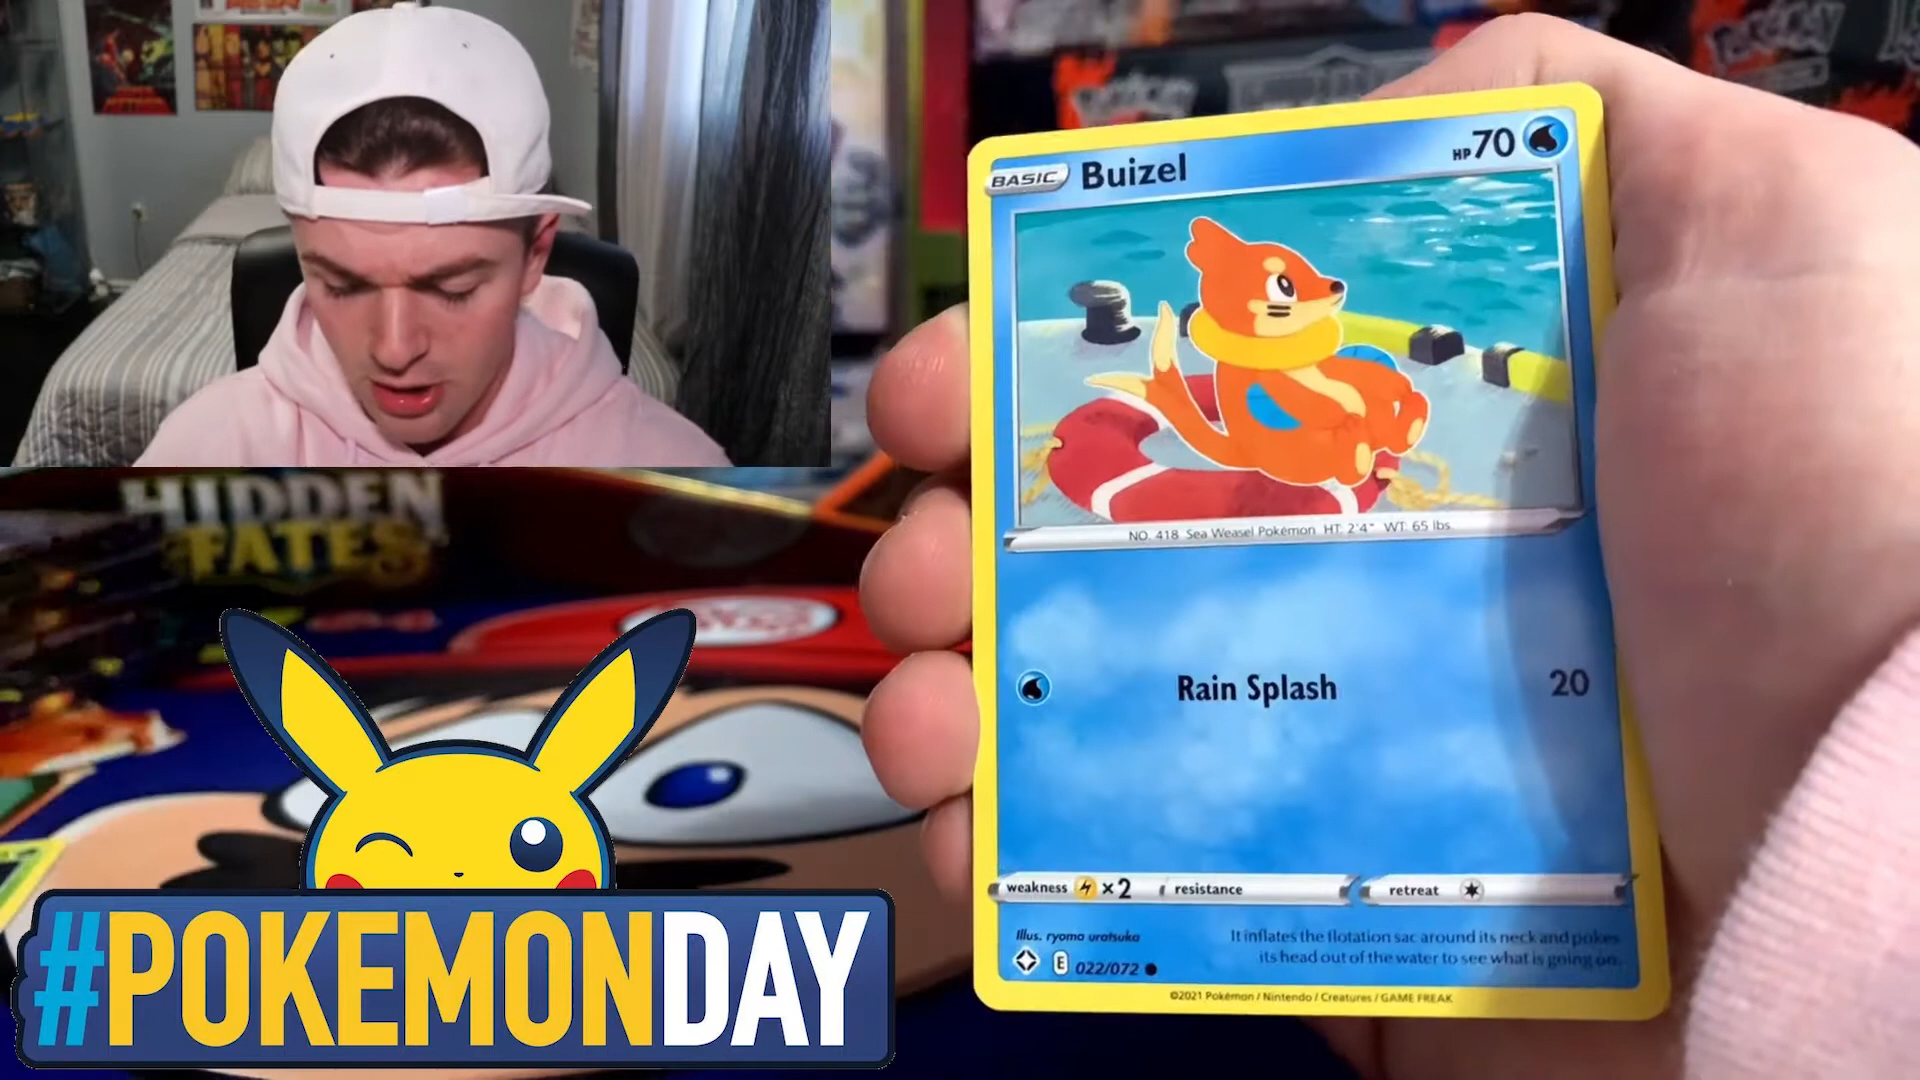 BASIC Buizel HP 70
NO. 418 Sea Weasel Pokémon HT: 2'4" WT: 65 lbs.
Rain Splash 20
weakness ×2 resistance retreat
Illus. ryoma uratsuka
It inflates the flotation sac around its neck and pokes
its head out of the water to see what is going on.
E 022/072
©2021 Pokémon / Nintendo / Creatures / GAME FREAK
HIDDEN
FATES
#POKEMONDAY